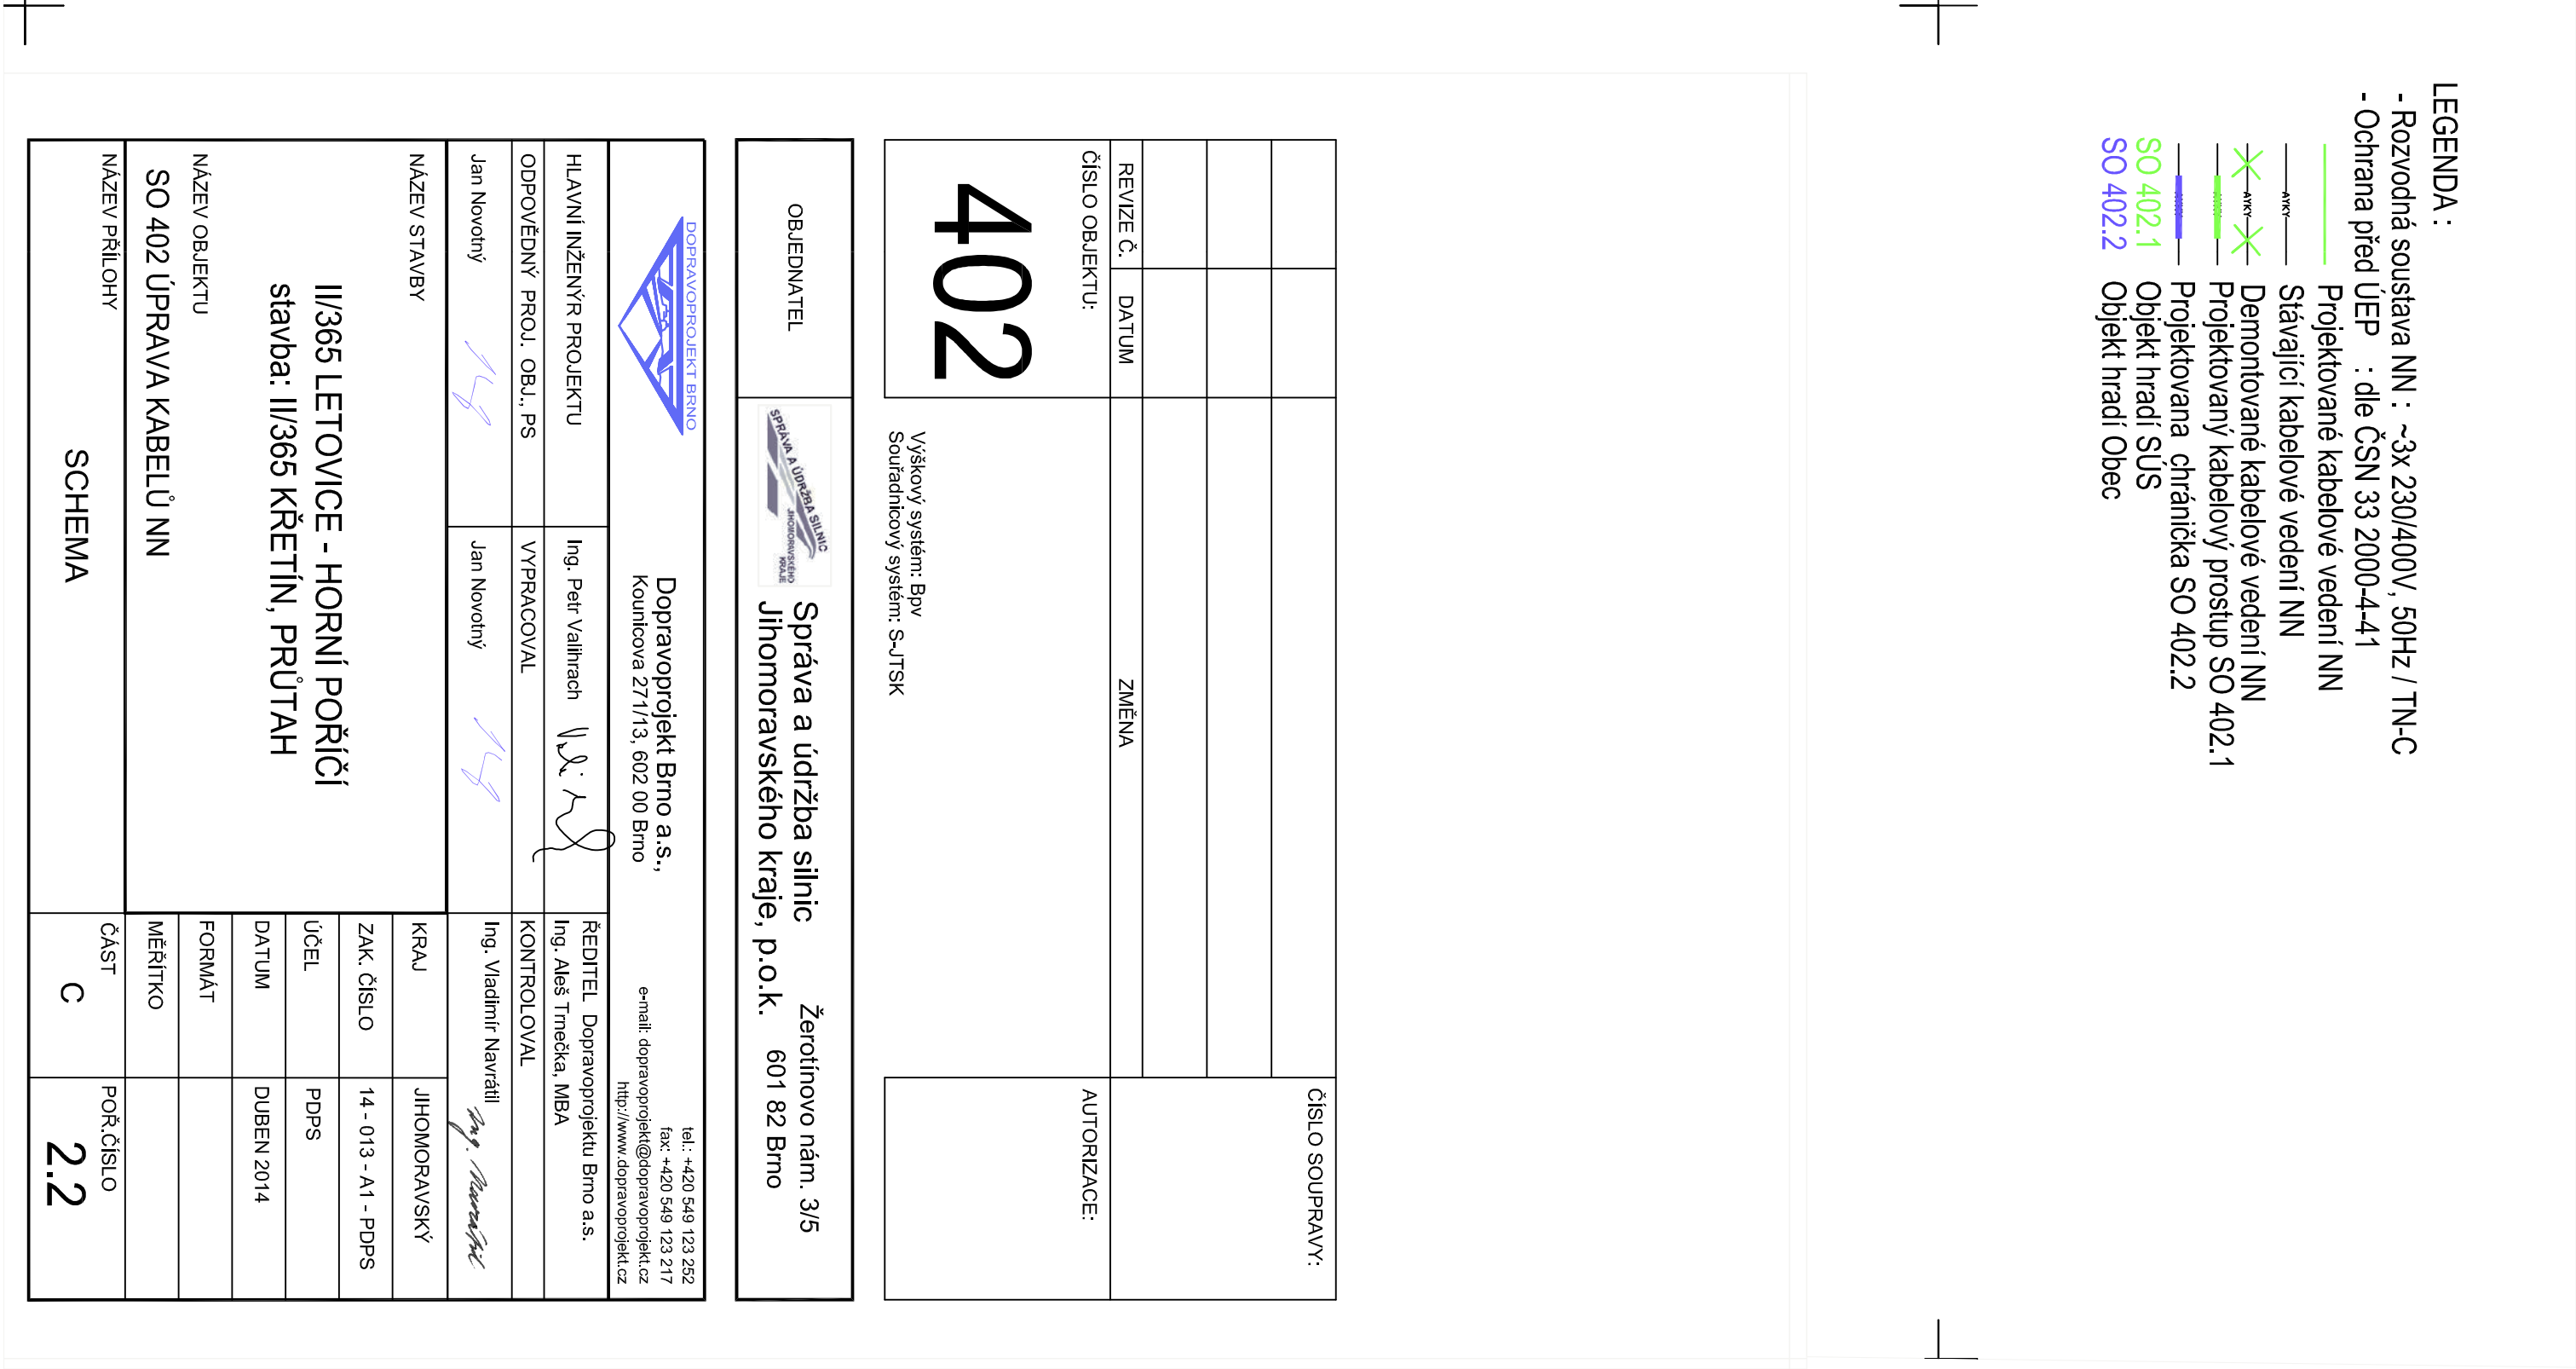 LEGENDA :
- Rozvodná soustava NN : ~3x 230/400V, 50Hz / TN-C
- Ochrana před ÚEP : dle ČSN 33 2000-4-41
Projektované kabelové vedení NN
AYKY Stávající kabelové vedení NN
AYKY Demontované kabelové vedení NN
Projektovaný kabelový prostup SO 402.1
Projektovana chránička SO 402.2
SO 402.1 Objekt hradí SÚS
SO 402.2 Objekt hradí Obec
ČÍSLO SOUPRAVY:
REVIZE Č. DATUM ZMĚNA
ČÍSLO OBJEKTU:
402
AUTORIZACE:
Výškový systém: Bpv
Souřadnicový systém: S-JTSK
OBJEDNATEL
SPRÁVA A ÚDRŽBA SILNIC
JIHOMORAVSKÉHO
KRAJE
Správa a údržba silnic Žerotínovo nám. 3/5
Jihomoravského kraje, p.o.k. 601 82 Brno
DOPRAVOPROJEKT BRNO
Dopravoprojekt Brno a.s.,
Kounicova 271/13, 602 00 Brno
tel.: +420 549 123 252
fax: +420 549 123 217
e-mail: dopravoprojekt@dopravoprojekt.cz
http://www.dopravoprojekt.cz
HLAVNÍ INŽENÝR PROJEKTU Ing. Petr Valihrach
ŘEDITEL Dopravoprojektu Brno a.s.
Ing. Aleš Trnečka, MBA
ODPOVĚDNÝ PROJ. OBJ., PS VYPRACOVAL KONTROLOVAL
Jan Novotný Jan Novotný Ing. Vladimír Navrátil
NÁZEV STAVBY
II/365 LETOVICE - HORNÍ POŘÍČÍ
stavba: II/365 KŘETÍN, PRŮTAH
KRAJ JIHOMORAVSKÝ
ZAK. ČÍSLO 14 - 013 - A1 - PDPS
ÚČEL PDPS
DATUM DUBEN 2014
FORMÁT
MĚŘÍTKO
NÁZEV OBJEKTU
SO 402 ÚPRAVA KABELŮ NN
NÁZEV PŘÍLOHY
SCHEMA
ČÁST
C
POŘ.ČÍSLO
2.2